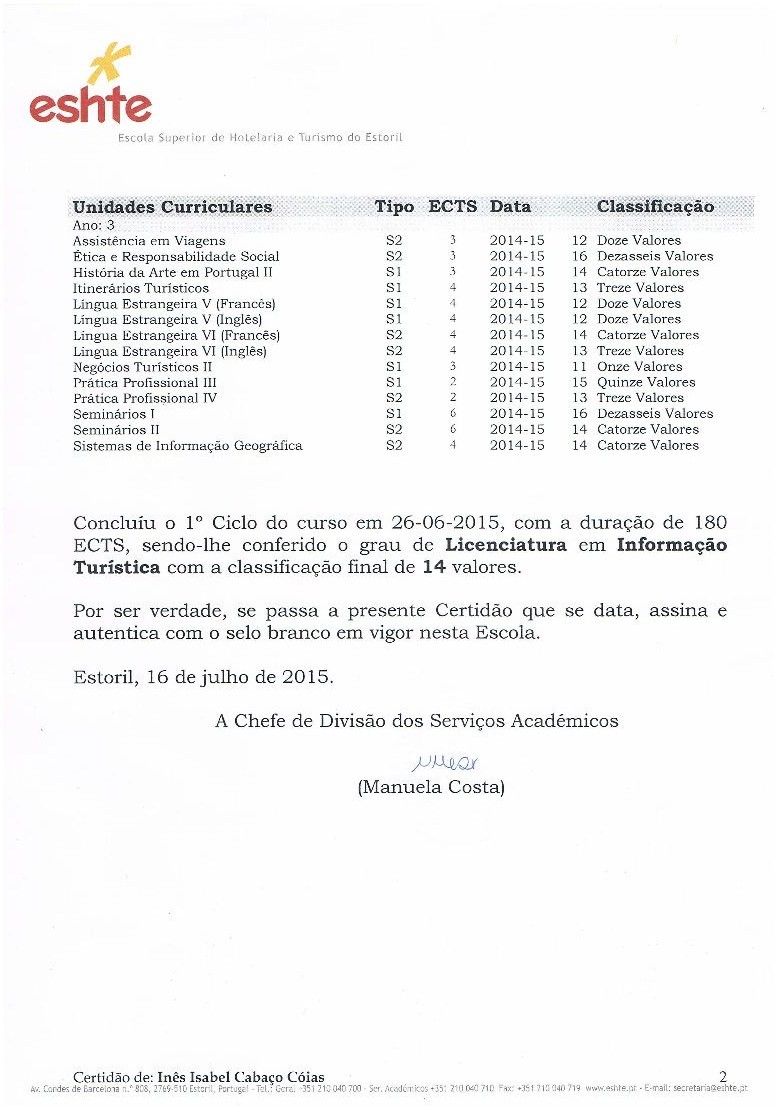 eshte
Escola Superior de Hotelaria e Turismo do Estoril
Unidades Curriculares Tipo ECTS Data Classificação
Ano: 3
Assistência em Viagens S2 3 2014-15 12 Doze Valores
Ética e Responsabilidade Social S2 3 2014-15 16 Dezasseis Valores
História da Arte em Portugal II S1 3 2014-15 14 Catorze Valores
Itinerários Turísticos S1 4 2014-15 13 Treze Valores
Língua Estrangeira V (Francês) S1 4 2014-15 12 Doze Valores
Língua Estrangeira V (Inglês) S1 4 2014-15 12 Doze Valores
Língua Estrangeira VI (Francês) S2 4 2014-15 14 Catorze Valores
Língua Estrangeira VI (Inglês) S2 4 2014-15 13 Treze Valores
Negócios Turísticos II S1 3 2014-15 11 Onze Valores
Prática Profissional III S1 2 2014-15 15 Quinze Valores
Prática Profissional IV S2 2 2014-15 13 Treze Valores
Seminários I S1 6 2014-15 16 Dezasseis Valores
Seminários II S2 6 2014-15 14 Catorze Valores
Sistemas de Informação Geográfica S2 4 2014-15 14 Catorze Valores
Concluíu o 1º Ciclo do curso em 26-06-2015, com a duração de 180
ECTS, sendo-lhe conferido o grau de Licenciatura em Informação
Turística com a classificação final de 14 valores.
Por ser verdade, se passa a presente Certidão que se data, assina e
autentica com o selo branco em vigor nesta Escola.
Estoril, 16 de julho de 2015.
A Chefe de Divisão dos Serviços Académicos
(Manuela Costa)
Certidão de: Inês Isabel Cabaço Cóias 2
Av. Condes de Barcelona n.º 808, 2769-510 Estoril, Portugal - Tel.: Geral +351 210 040 700 - Ser. Académicos +351 210 040 710 Fax: +351 210 040 719 www.eshte.pt - E-mail: secretaria@eshte.pt